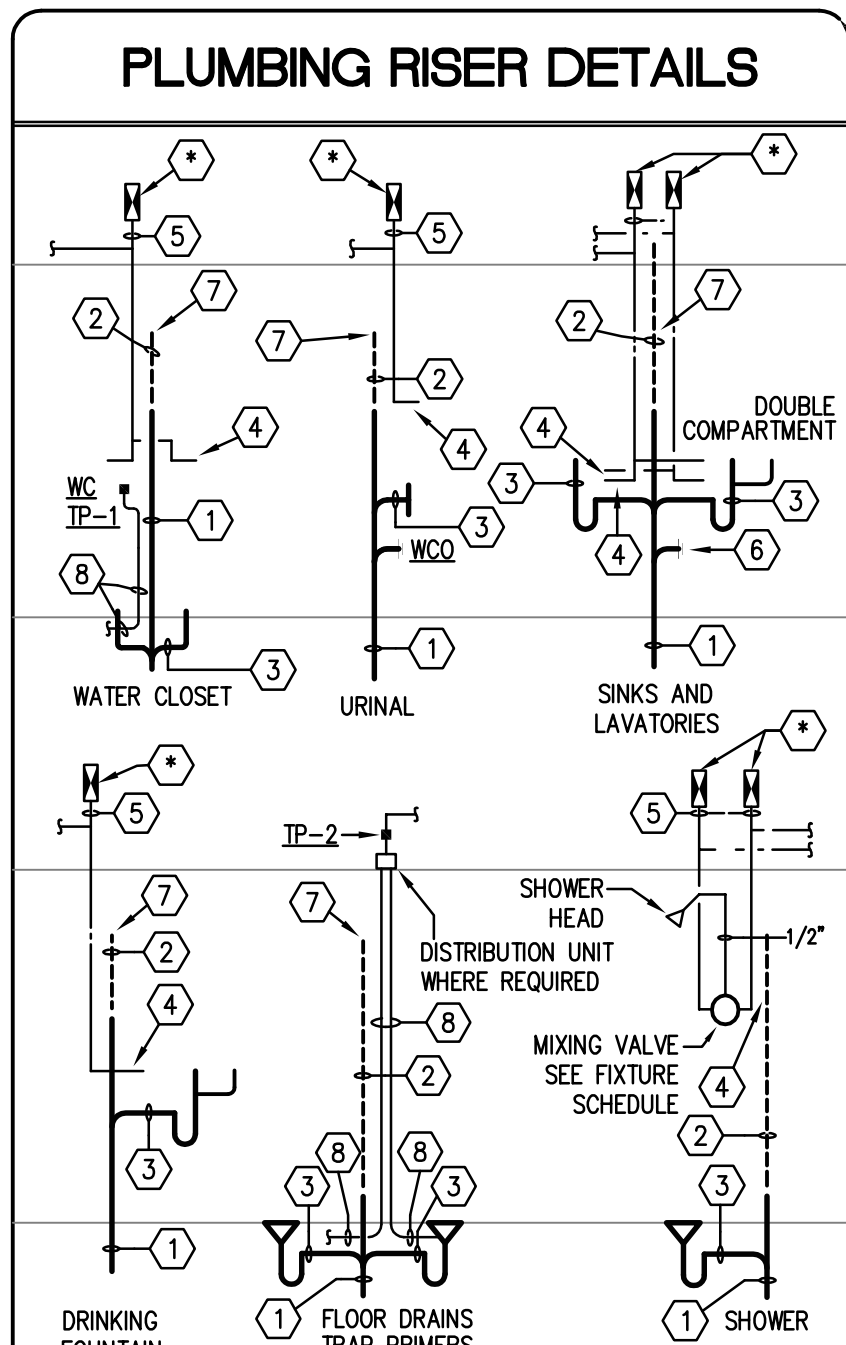 PLUMBING RISER DETAILS
*
*
*
5
5
7
7
2
2
7
2
DOUBLE
COMPARTMENT
4
4
4
WC
TP-1
1
3
3
3
4
WCO
6
8
3
1
1
WATER CLOSET
URINAL
SINKS AND
LAVATORIES
*
*
5
5
TP-2
7
7
SHOWER
HEAD
2
DISTRIBUTION UNIT
WHERE REQUIRED
1/2"
4
8
MIXING VALVE
SEE FIXTURE
SCHEDULE
2
4
3
8
8
2
3
3
3
1
1
1
DRINKING
FOUNTAIN
FLOOR DRAINS
TRAP PRIMERS
SHOWER